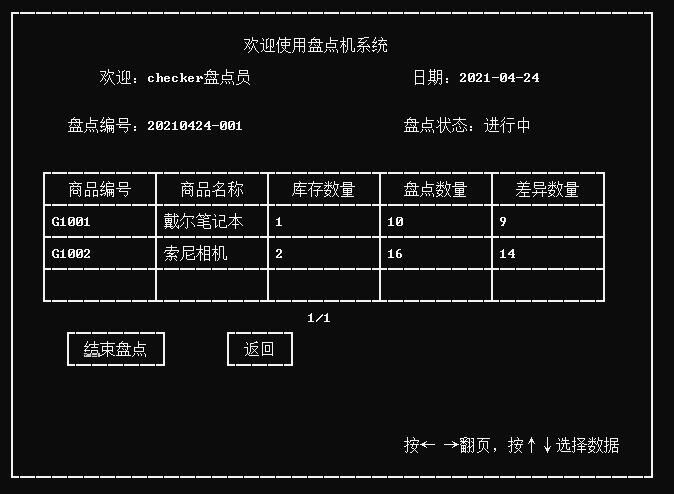 欢迎使用盘点机系统
欢迎：checker盘点员 日期：2021-04-24
盘点编号：20210424-001 盘点状态：进行中
商品编号 商品名称 库存数量 盘点数量 差异数量
G1001 戴尔笔记本 1 10 9
G1002 索尼相机 2 16 14
1/1
结束盘点 返回
按← →翻页，按↑↓选择数据